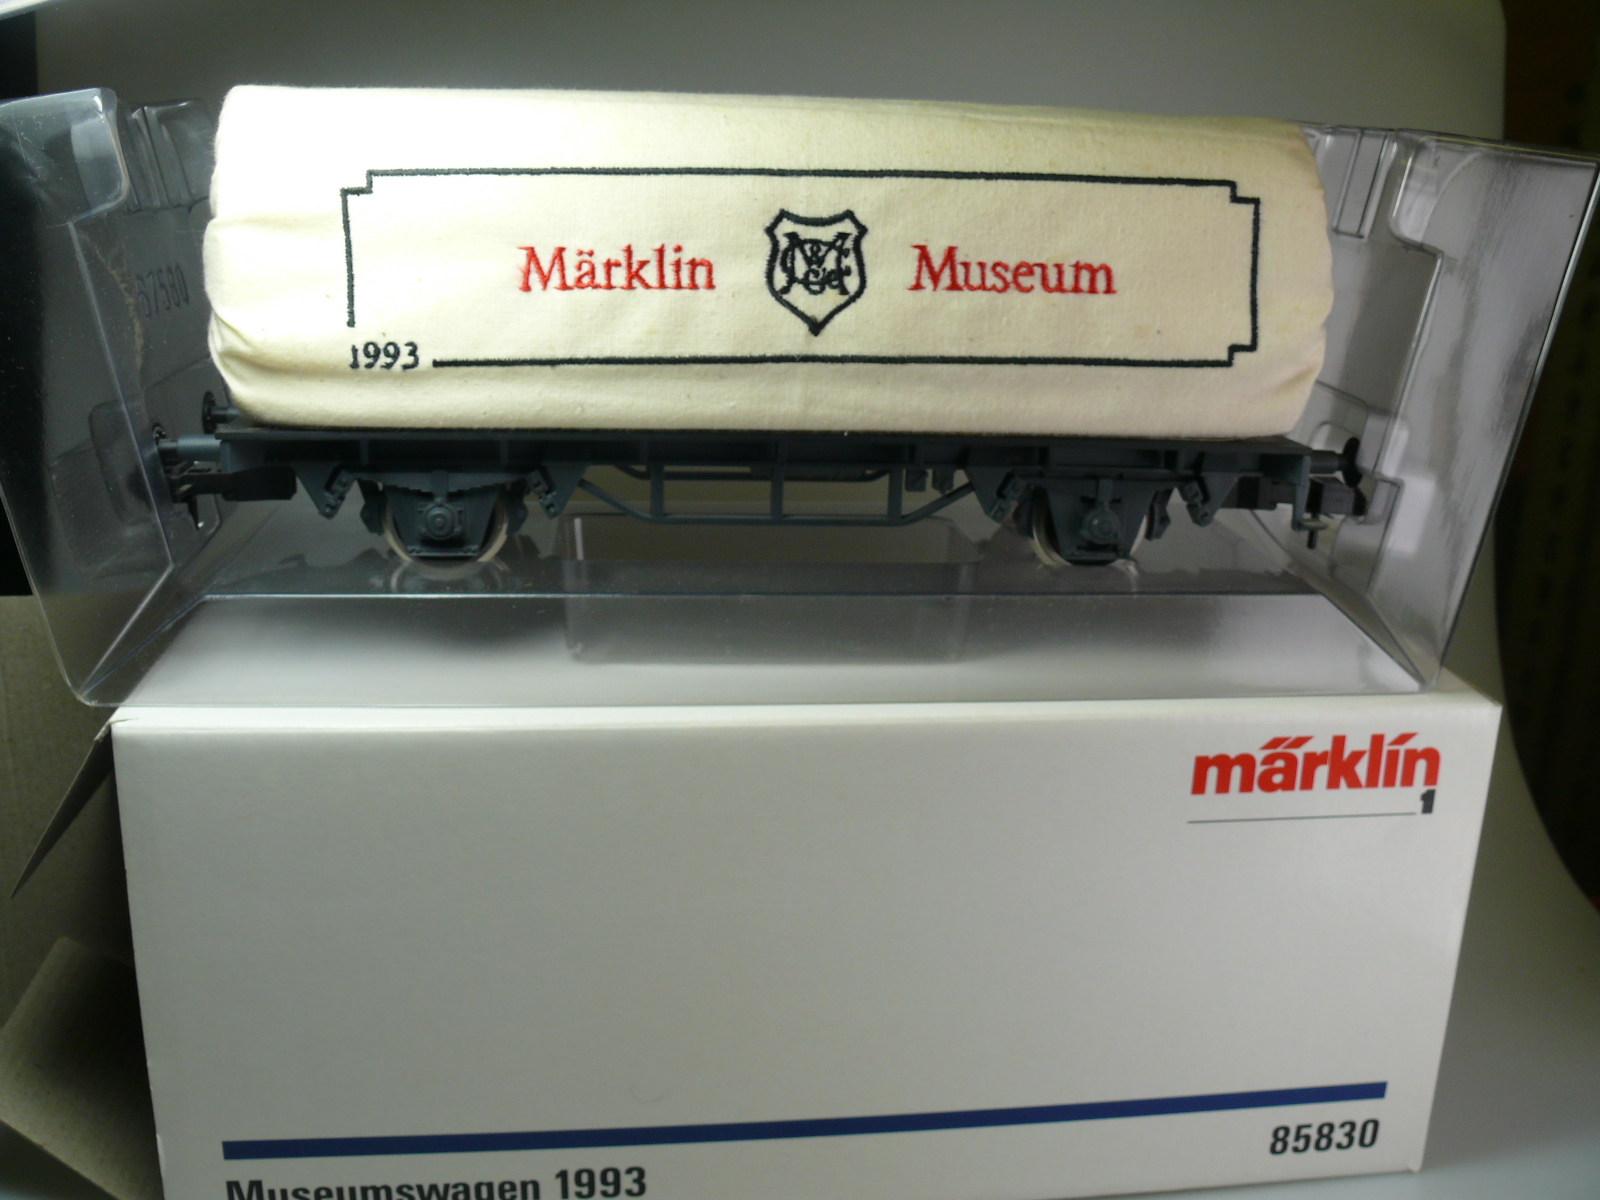 Märklin Museum
1993
märklin
1
85830
Museumswagen 1993